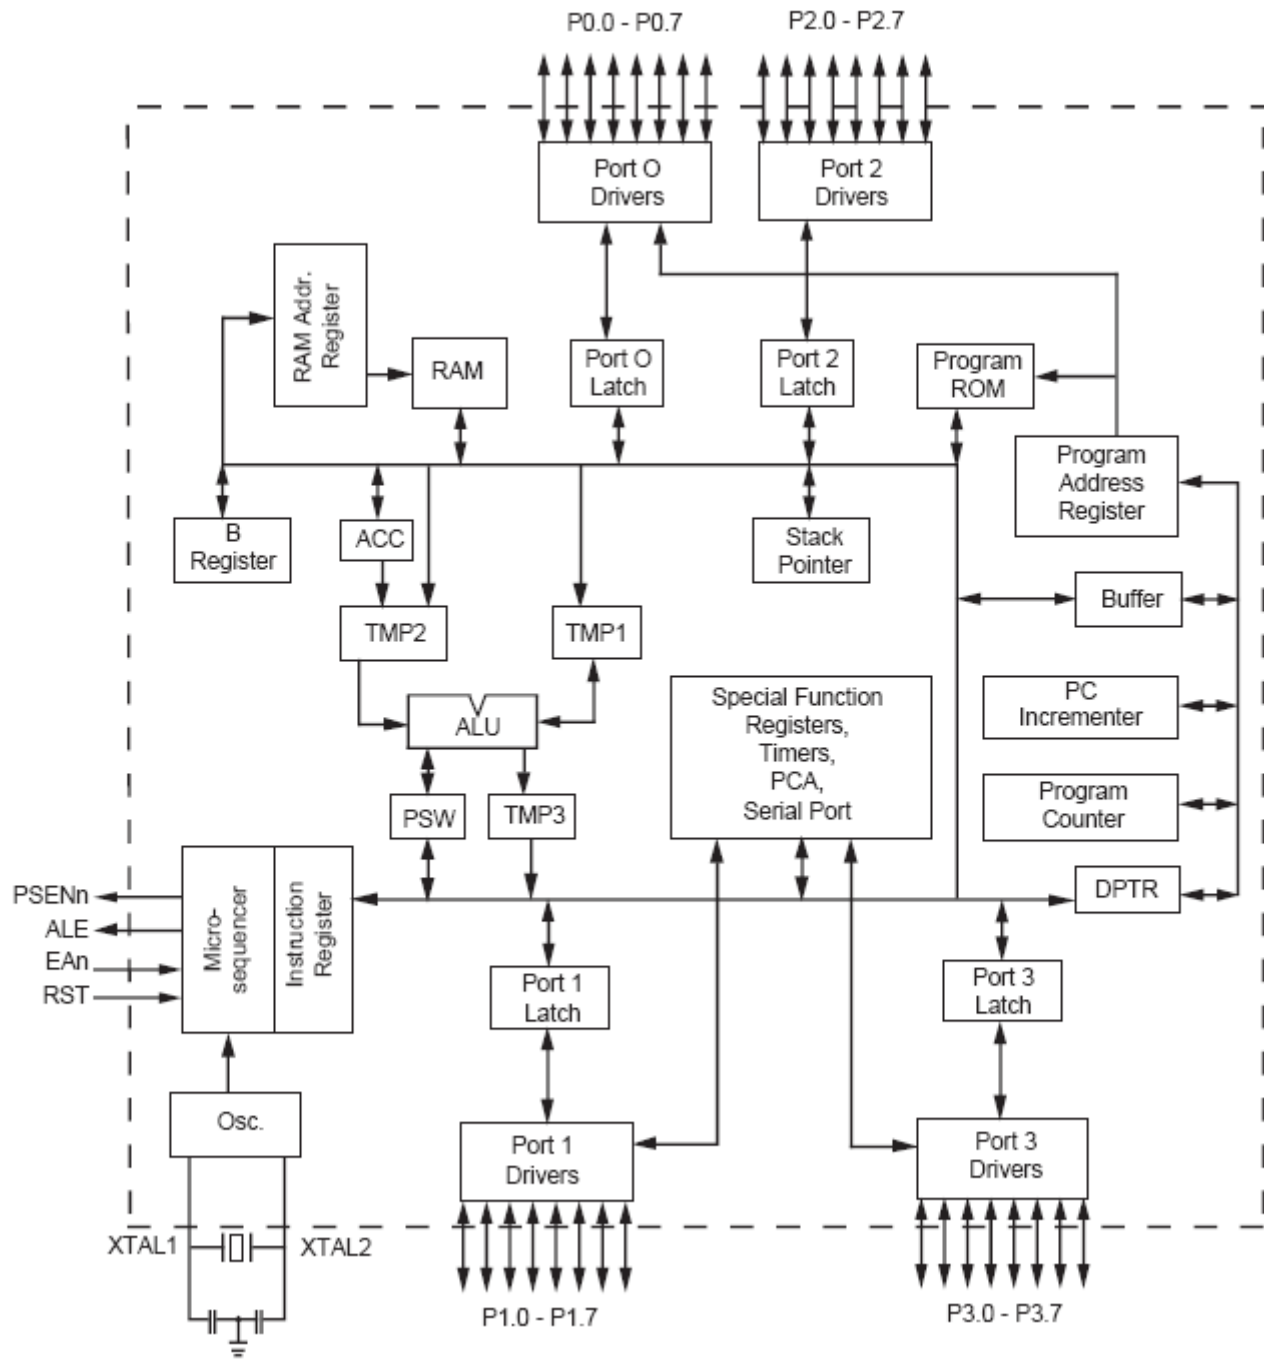 P0.0 - P0.7
P2.0 - P2.7
Port O
Drivers
Port 2
Drivers
RAM Addr.
Register
RAM
Port O
Latch
Port 2
Latch
Program
ROM
Program
Address
Register
B
Register
ACC
Stack
Pointer
Buffer
TMP2
TMP1
Special Function
Registers,
Timers,
PCA,
Serial Port
PC
Incrementer
ALU
PSW
TMP3
Program
Counter
DPTR
PSENn
ALE
EAn
RST
Micro-
sequencer
Instruction
Register
Port 1
Latch
Port 3
Latch
Osc.
Port 1
Drivers
Port 3
Drivers
XTAL1
XTAL2
P1.0 - P1.7
P3.0 - P3.7